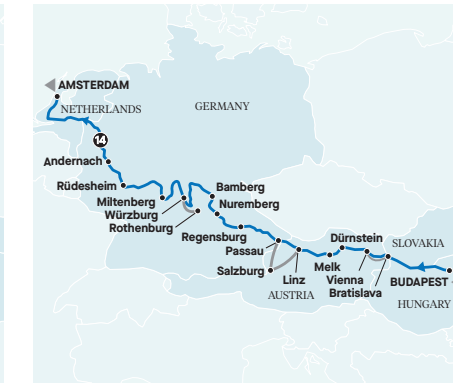 AMSTERDAM
NETHERLANDS
GERMANY
14
Andernach
Rüdesheim
Miltenberg
Würzburg
Rothenburg
Bamberg
Nuremberg
Regensburg
Passau
Salzburg
Linz
AUSTRIA
Melk
Dürnstein
Vienna
Bratislava
SLOVAKIA
BUDAPEST
HUNGARY